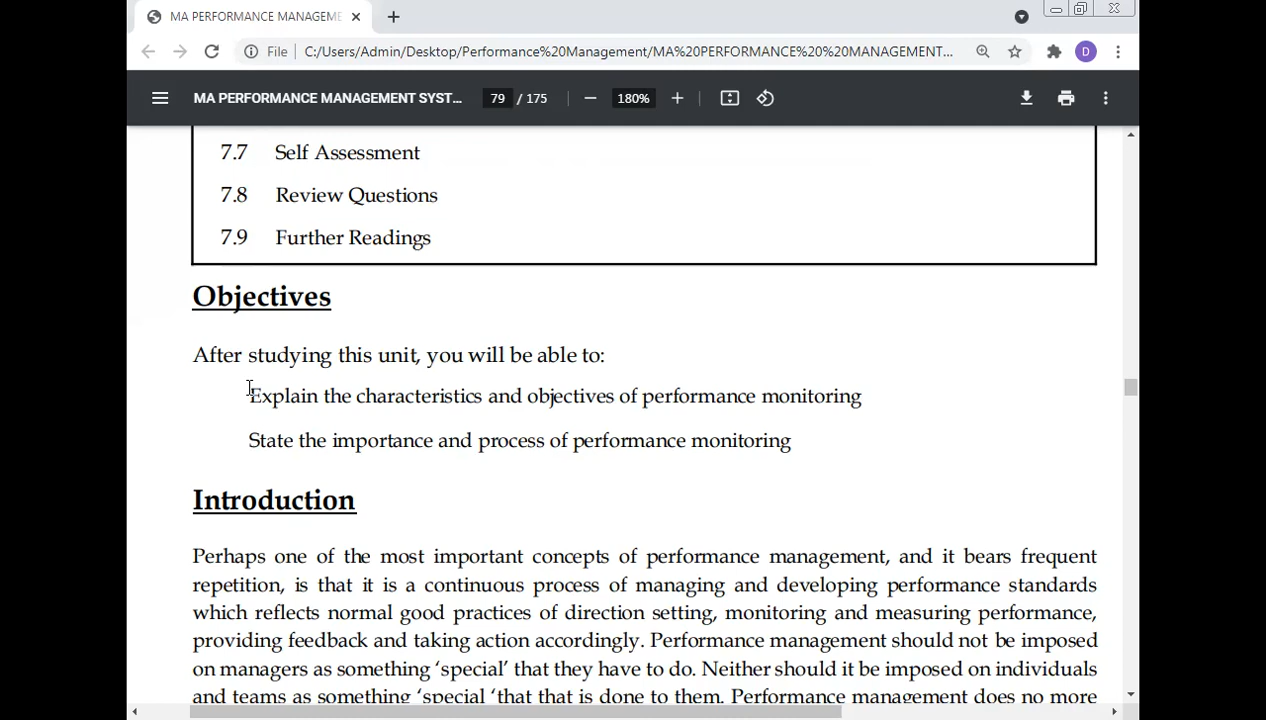 MA PERFORMANCE MANAGEME
File C:/Users/Admin/Desktop/Performance%20Management/MA%20PERFORMANCE%20%20MANAGEMENT... D
MA PERFORMANCE MANAGEMENT SYST... 79 / 175 180%
7.7 Self Assessment
7.8 Review Questions
7.9 Further Readings
Objectives
After studying this unit, you will be able to:
Explain the characteristics and objectives of performance monitoring
State the importance and process of performance monitoring
Introduction
Perhaps one of the most important concepts of performance management, and it bears frequent
repetition, is that it is a continuous process of managing and developing performance standards
which reflects normal good practices of direction setting, monitoring and measuring performance,
providing feedback and taking action accordingly. Performance management should not be imposed
on managers as something ‘special’ that they have to do. Neither should it be imposed on individuals
and teams as something ‘special ‘that that is done to them. Performance management does no more